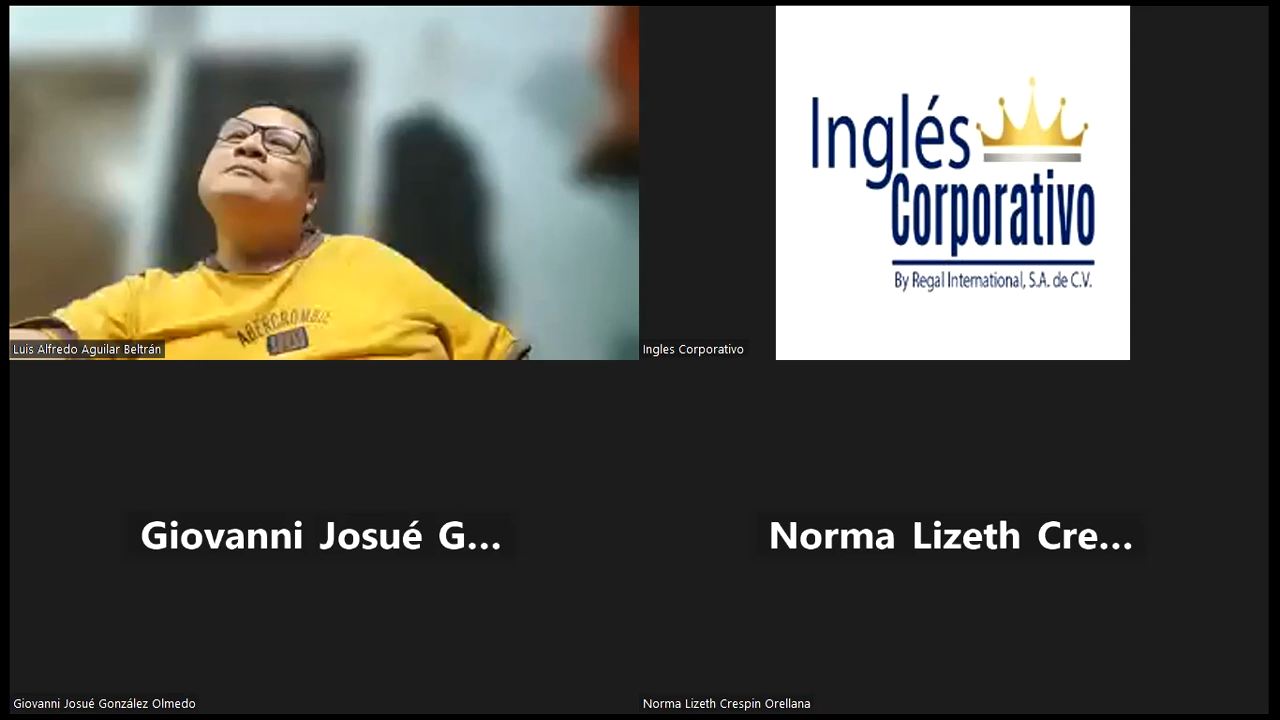 ABERCROMBIE
Luis Alfredo Aguilar Beltrán
Inglés
Corporativo
By Regal International, S.A. de C.V.
Ingles Corporativo
Giovanni Josué G...
Norma Lizeth Cre...
Giovanni Josué González Olmedo
Norma Lizeth Crespin Orellana